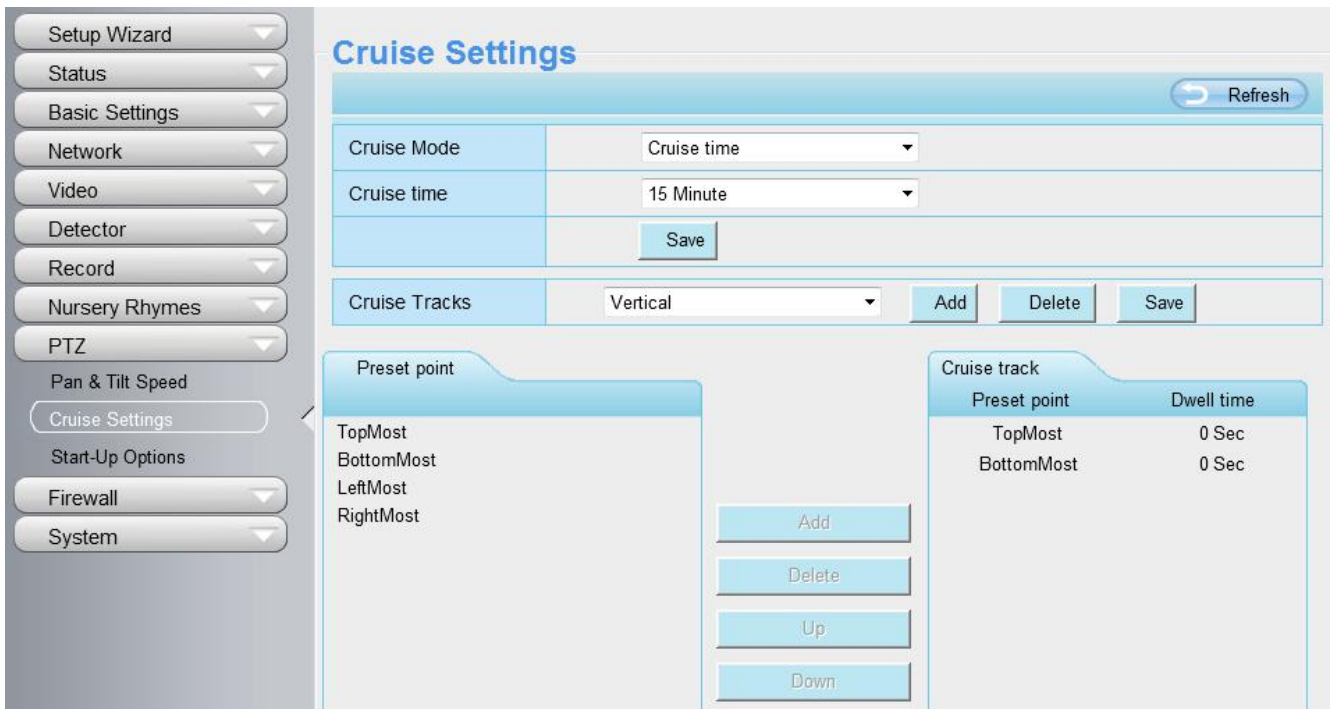 Setup Wizard
Status
Basic Settings
Network
Video
Detector
Record
Nursery Rhymes
PTZ
Pan & Tilt Speed
Cruise Settings
Start-Up Options
Firewall
System
Cruise Settings
Refresh
Cruise Mode Cruise time
Cruise time 15 Minute
Save
Cruise Tracks Vertical Add Delete Save
Preset point
TopMost
BottomMost
LeftMost
RightMost
Add
Delete
Up
Down
Cruise track
Preset point Dwell time
TopMost 0 Sec
BottomMost 0 Sec